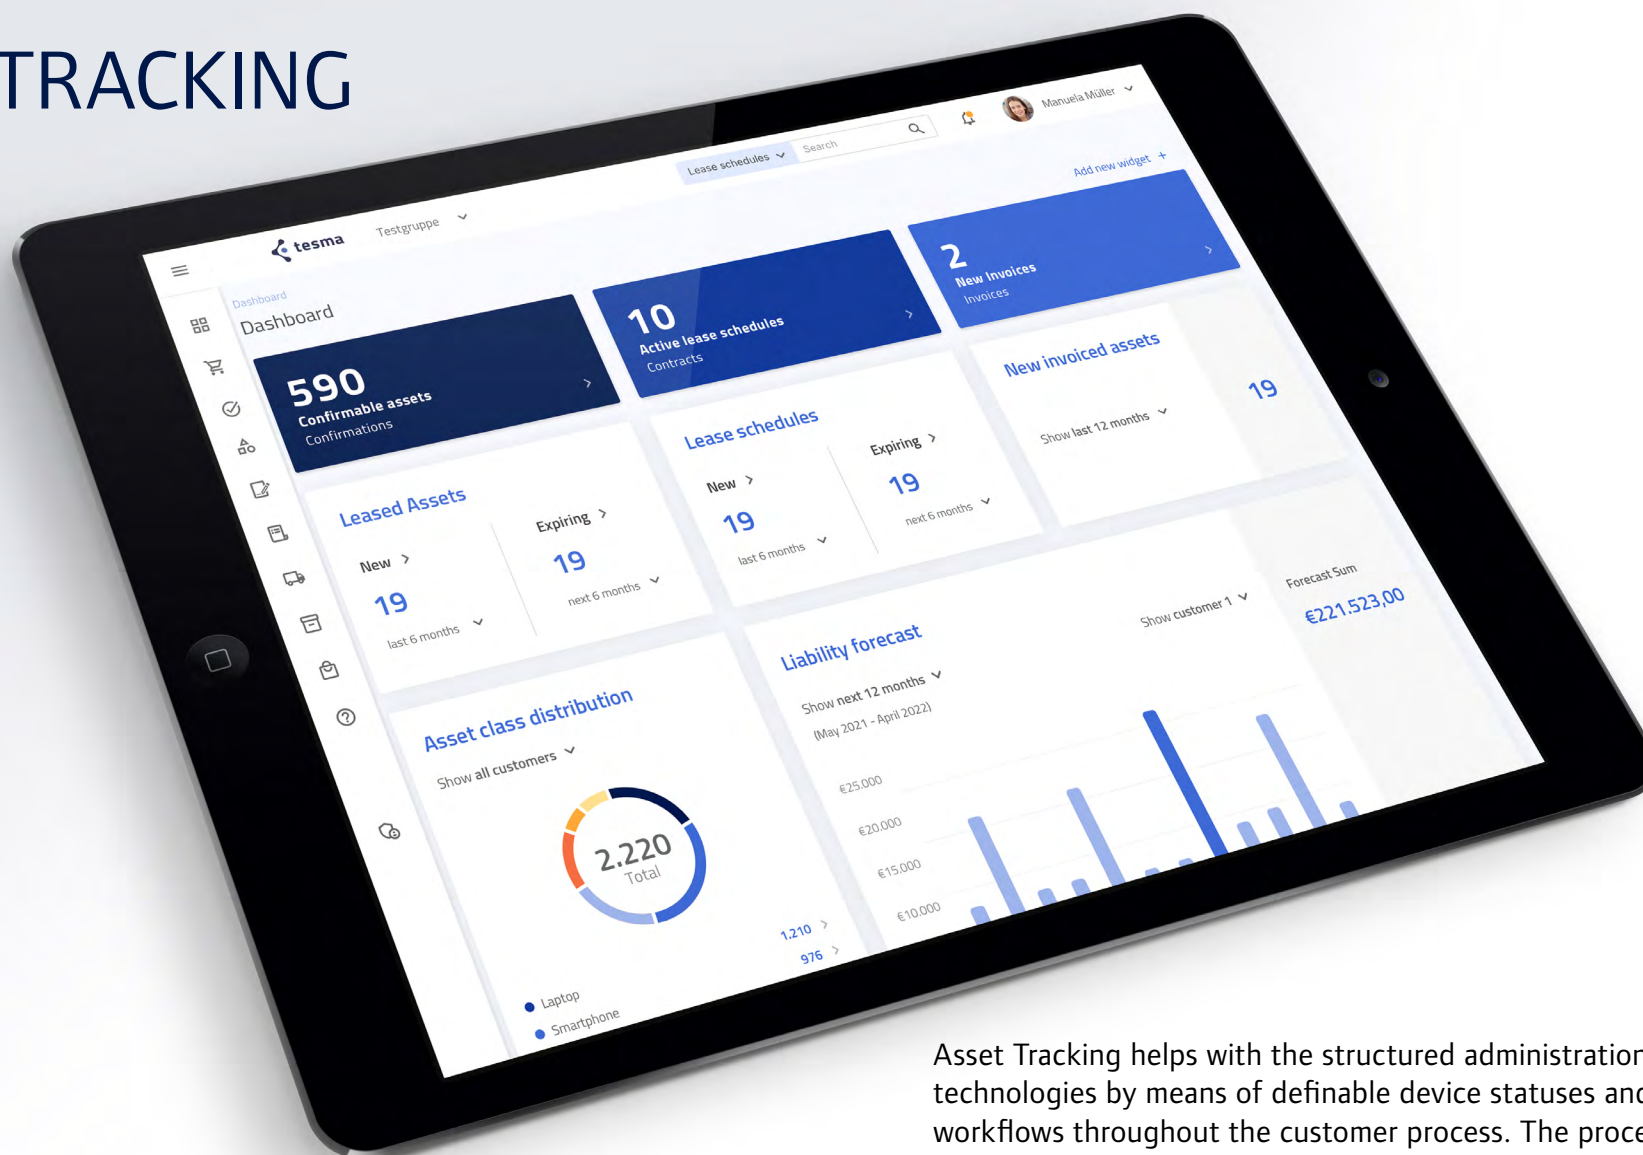 TRACKING
tesma
Testgruppe
Lease schedules
Search
Manuela Müller
Add new widget +
Dashboard
Dashboard
590
Confirmable assets
Confirmations
10
Active lease schedules
Contracts
2
New Invoices
Invoices
Leased Assets
New >
19
last 6 months
Expiring >
19
next 6 months
Lease schedules
New >
19
last 6 months
Expiring >
19
next 6 months
New invoiced assets
Show last 12 months
19
Asset class distribution
Show all customers
2.220
Total
1.210 >
976 >
Laptop
Smartphone
Liability forecast
Show next 12 months
(May 2021 - April 2022)
Show customer 1
Forecast Sum
€221.523,00
€25.000
€20.000
€15.000
€10.000
Asset Tracking helps with the structured administration
technologies by means of definable device statuses and
workflows throughout the customer process. The proce